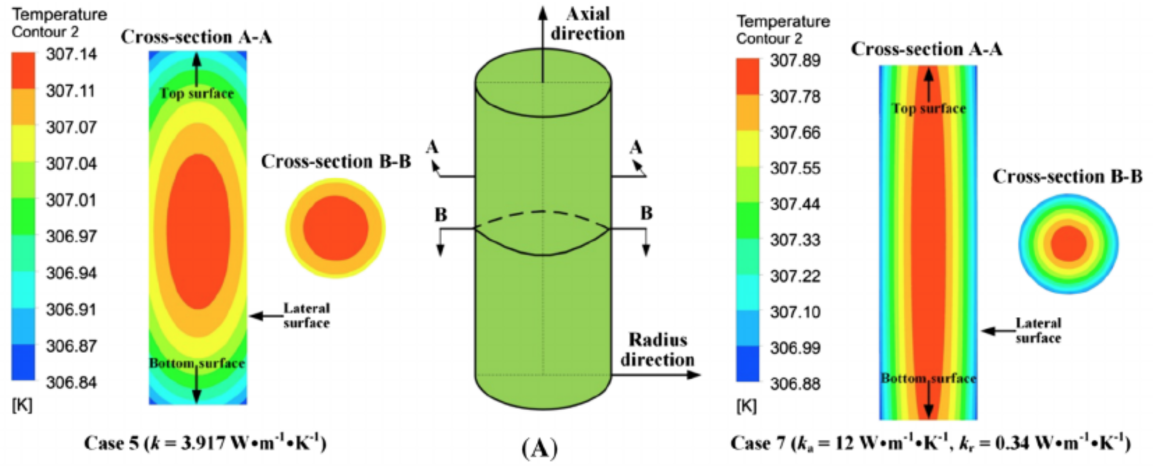 Temperature
Contour 2
307.14
307.11
307.07
307.04
307.01
306.97
306.94
306.91
306.87
306.84
[K]
Cross-section A-A
Top surface
Bottom surface
Cross-section B-B
Lateral
surface
Case 5 (k = 3.917 W•m⁻¹•K⁻¹)
Axial
direction
A
A
B
B
Radius
direction
(A)
Temperature
Contour 2
307.89
307.78
307.66
307.55
307.44
307.33
307.22
307.10
306.99
306.88
[K]
Cross-section A-A
Top surface
Bottom surface
Cross-section B-B
Lateral
surface
Case 7 (kₐ = 12 W•m⁻¹•K⁻¹, kᵣ = 0.34 W•m⁻¹•K⁻¹)